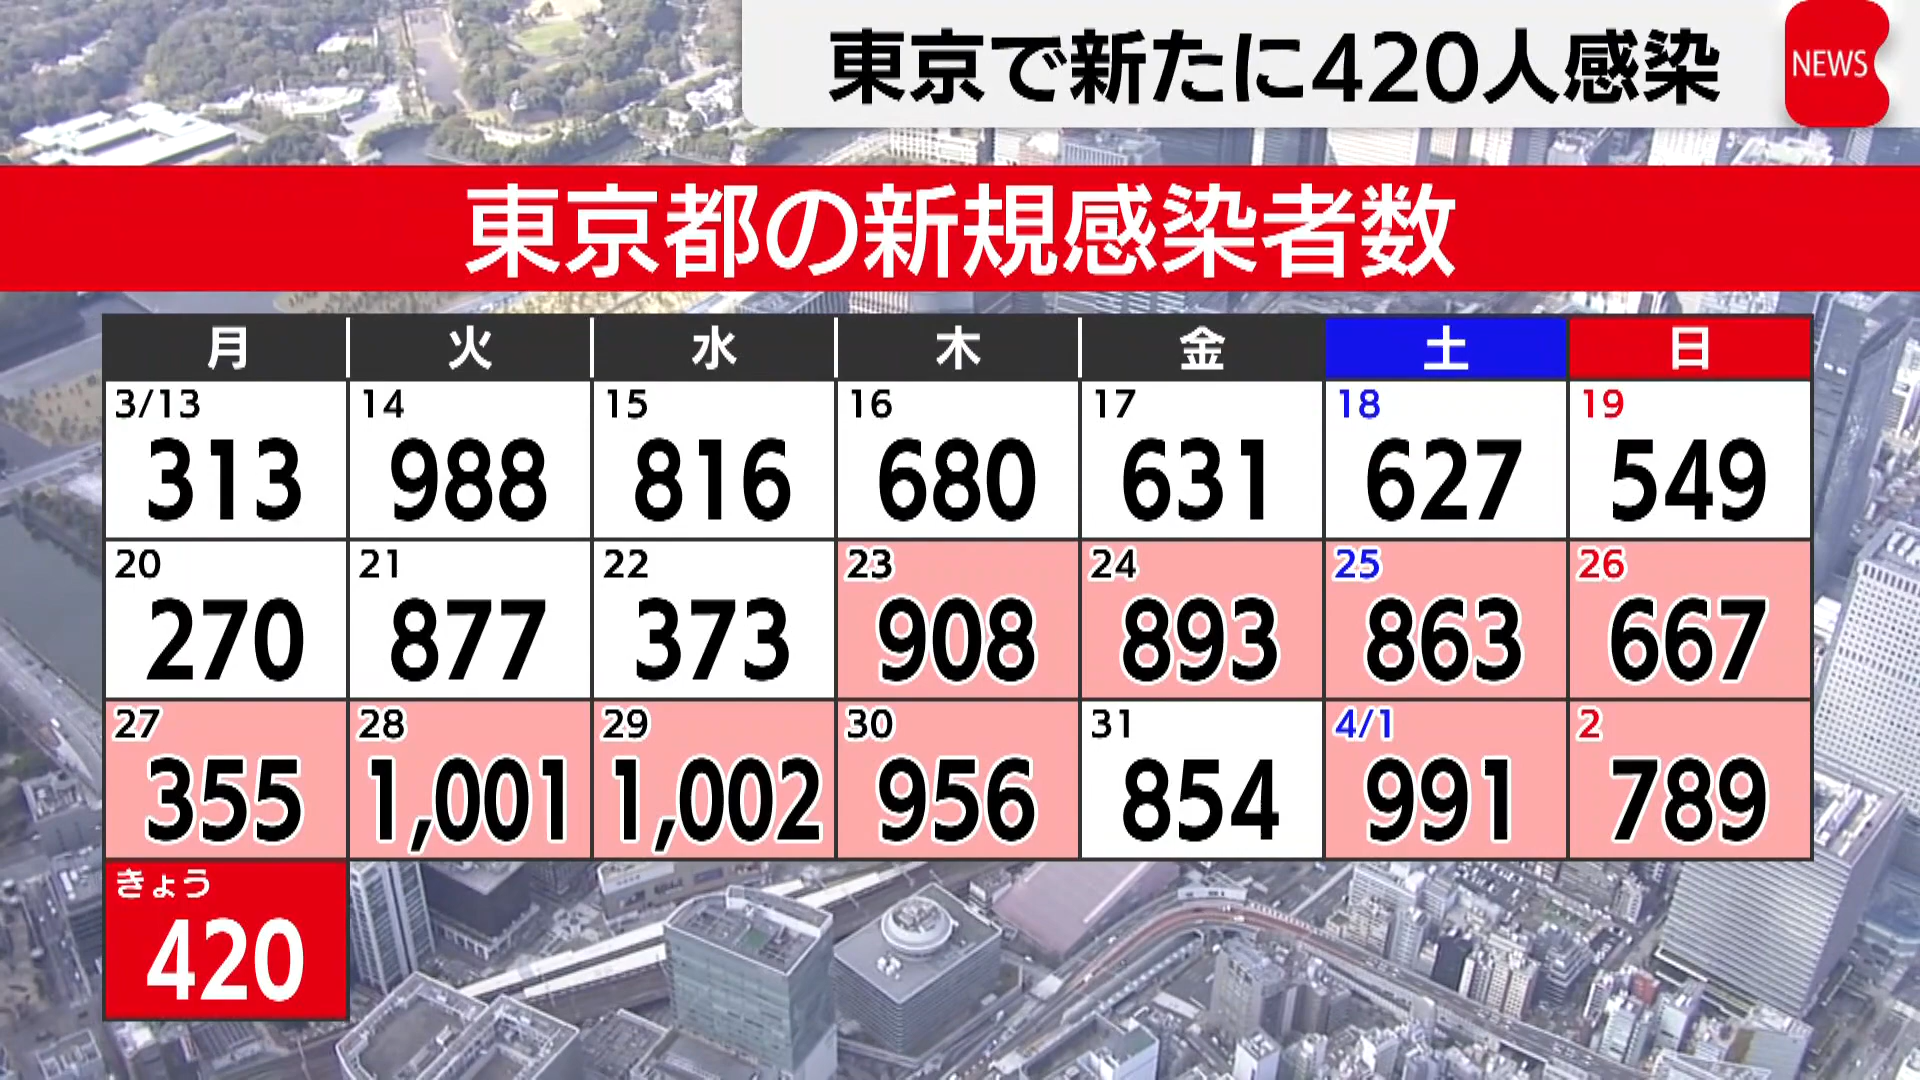 東京で新たに420人感染
NEWS
東京都の新規感染者数
月 火 水 木 金 土 日
3/13 14 15 16 17 18 19
313 988 816 680 631 627 549
20 21 22 23 24 25 26
270 877 373 908 893 863 667
27 28 29 30 31 4/1 2
355 1,001 1,002 956 854 991 789
きょう
420